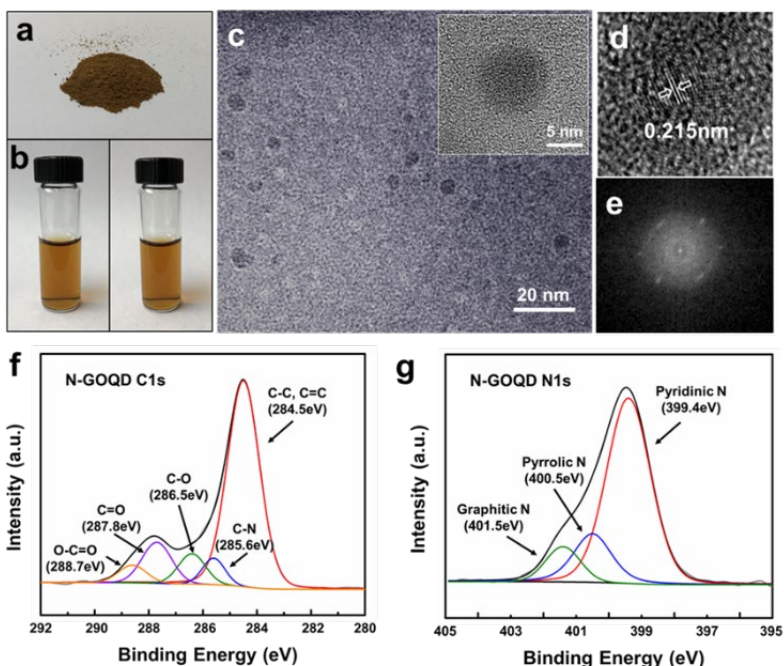 a
b
c
5 nm
20 nm
d
0.215nm
e
f
N-GOQD C1s
C-C, C=C
(284.5eV)
C-O
(286.5eV)
C=O
(287.8eV)
C-N
(285.6eV)
O-C=O
(288.7eV)
Intensity (a.u.)
292 290 288 286 284 282 280
Binding Energy (eV)
g
N-GOQD N1s
Pyridinic N
(399.4eV)
Pyrrolic N
(400.5eV)
Graphitic N
(401.5eV)
Intensity (a.u.)
405 403 401 399 397 395
Binding Energy (eV)